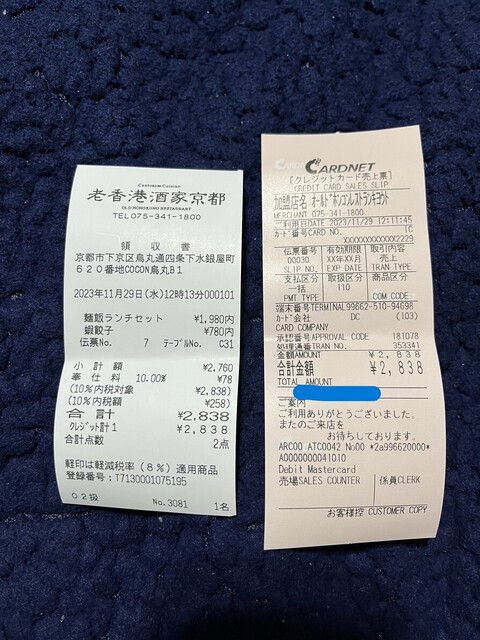 Cantonese Cuisine
老香港酒家京都
OLD HONGKONG RESTAURANT
TEL 075-341-1800
領収書
京都市下京区烏丸通四条下水銀屋町
620番地COCON烏丸B1
2023年11月29日(水)12時13分000101
麺飯ランチセット ¥1,980円
蝦餃子 ¥780円
伝票No. 7 テーブルNo. C31
小計額 ¥2,760
奉仕料 10.00% ¥78
(10%内税対象 ¥2,838)
(10%内税額 ¥258)
合計 ¥2,838
クレジット計1 ¥2,838
合計点数 2点
軽印は軽減税率(8%)適用商品
登録番号:T7130001075195
02扱 No.3081 1名
CARDNET
[クレジットカード売上票]
CREDIT CARD SALES SLIP
加盟店名 オールドホンコンレストランキョウト
MERCHANT 075-341-1800
ご利用日DATE 2023/11/29 12:11:45
カード番号CARD NO.
XXXXXXXXXXXX2229
伝票番号 有効期限 取引内容
00030 XX年XX月 売上
SLIP NO. EXP DATE TRAN TYPE
支払区分 取扱区分
一括 110
PMT TYPE COM CODE
端末番号TERMINAL99662-510-94698
カード会社 DC (103)
CARD COMPANY
承認番号APPROVAL CODE 181078
処理通番TRAN NO. 353341
金額AMOUNT ¥2,838
合計金額 ¥2,838
TOTAL AMOUNT
ご案内
ご利用ありがとうございました。
またのご来店を
お待ちしております。
ARC00 ATC0042 No00 *2a996620000*
A0000000041010
Debit Mastercard
売場SALES COUNTER 係員CLERK
お客様控 CUSTOMER COPY